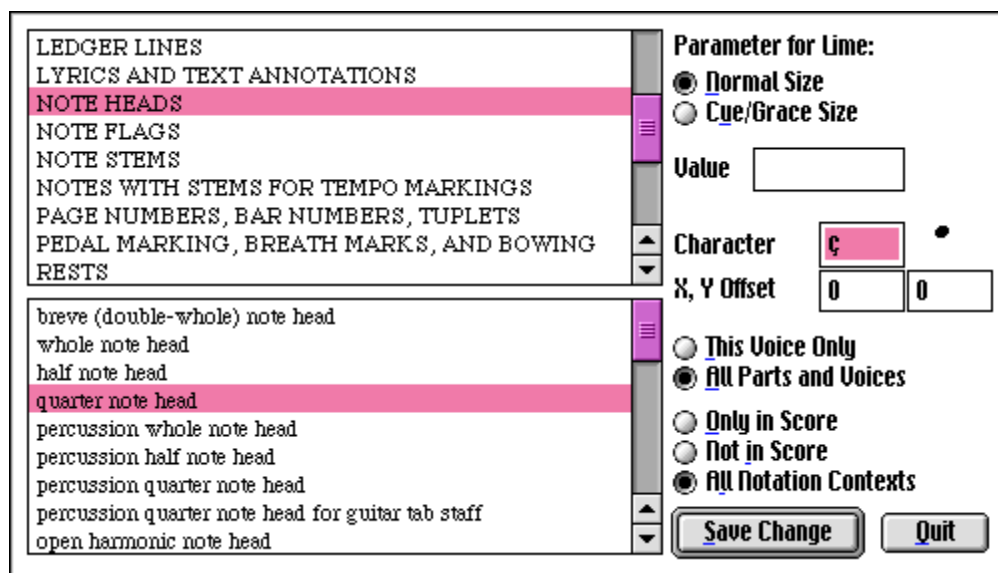 LEDGER LINES
LYRICS AND TEXT ANNOTATIONS
NOTE HEADS
NOTE FLAGS
NOTE STEMS
NOTES WITH STEMS FOR TEMPO MARKINGS
PAGE NUMBERS, BAR NUMBERS, TUPLETS
PEDAL MARKING, BREATH MARKS, AND BOWING
RESTS
breve (double-whole) note head
whole note head
half note head
quarter note head
percussion whole note head
percussion half note head
percussion quarter note head
percussion quarter note head for guitar tab staff
open harmonic note head
Parameter for Lime:
Normal Size
Cue/Grace Size
Value
Character ç
X, Y Offset 0 0
This Voice Only
All Parts and Voices
Only in Score
Not in Score
All Notation Contexts
Save Change Quit